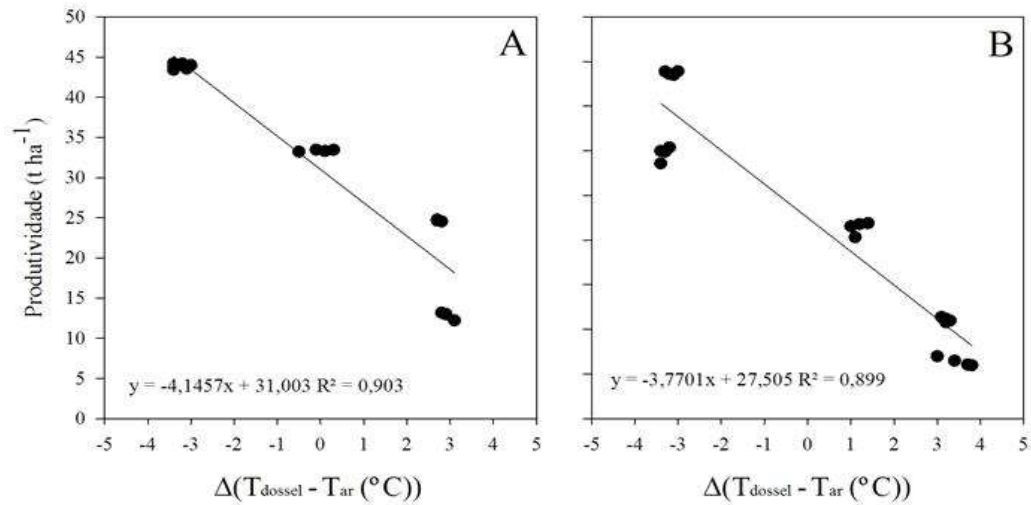 A
B
Produtividade (t ha⁻¹)
50
45
40
35
30
25
20
15
10
5
0
y = -4,1457x + 31,003 R² = 0,903
y = -3,7701x + 27,505 R² = 0,899
-5 -4 -3 -2 -1 0 1 2 3 4 5
-5 -4 -3 -2 -1 0 1 2 3 4 5
Δ(Tdossel - Tar (ºC))
Δ(Tdossel - Tar (ºC))